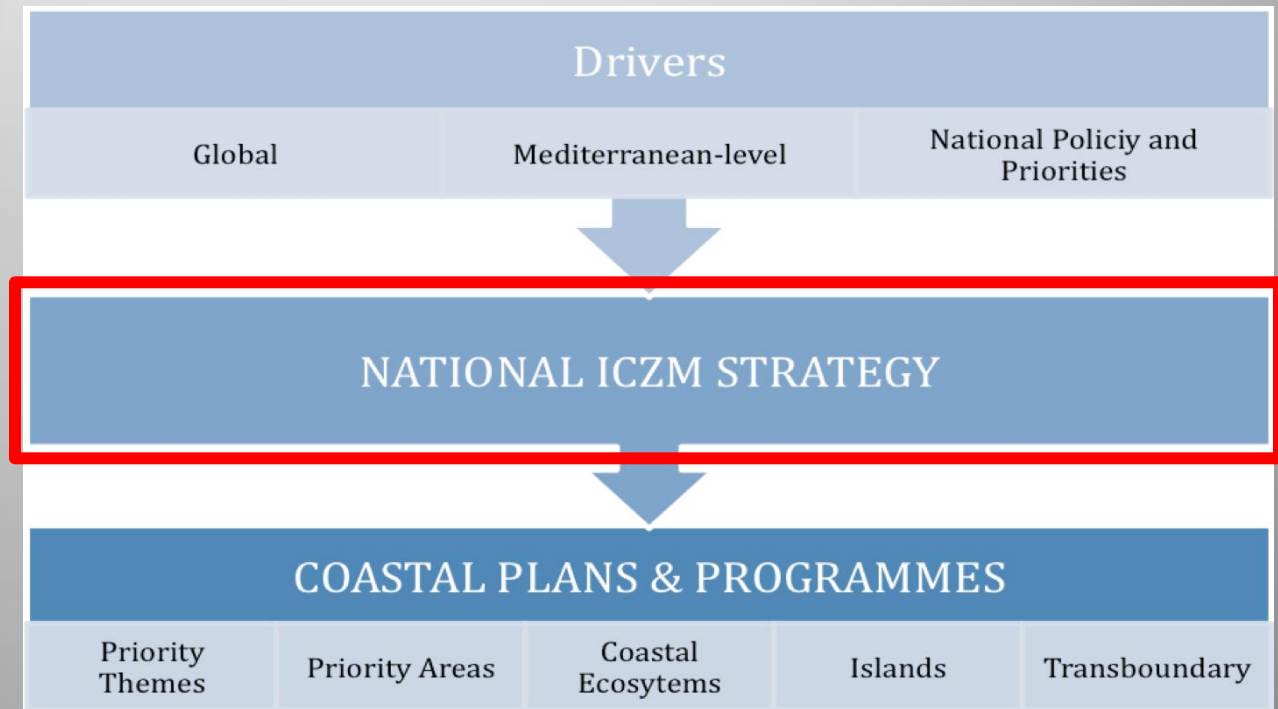 Drivers
Global
Mediterranean-level
National Policiy and
Priorities
NATIONAL ICZM STRATEGY
COASTAL PLANS & PROGRAMMES
Priority
Themes
Priority Areas
Coastal
Ecosytems
Islands
Transboundary